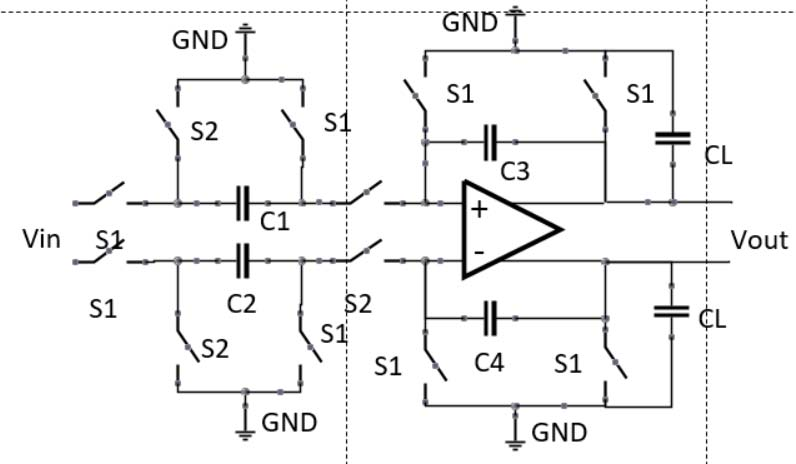 GND
GND
S2
S1
S1
S1
C3
CL
S1
C1
+
Vin
Vout
-
S1
C2
S2
S2
S1
S1
C4
S1
CL
GND
GND